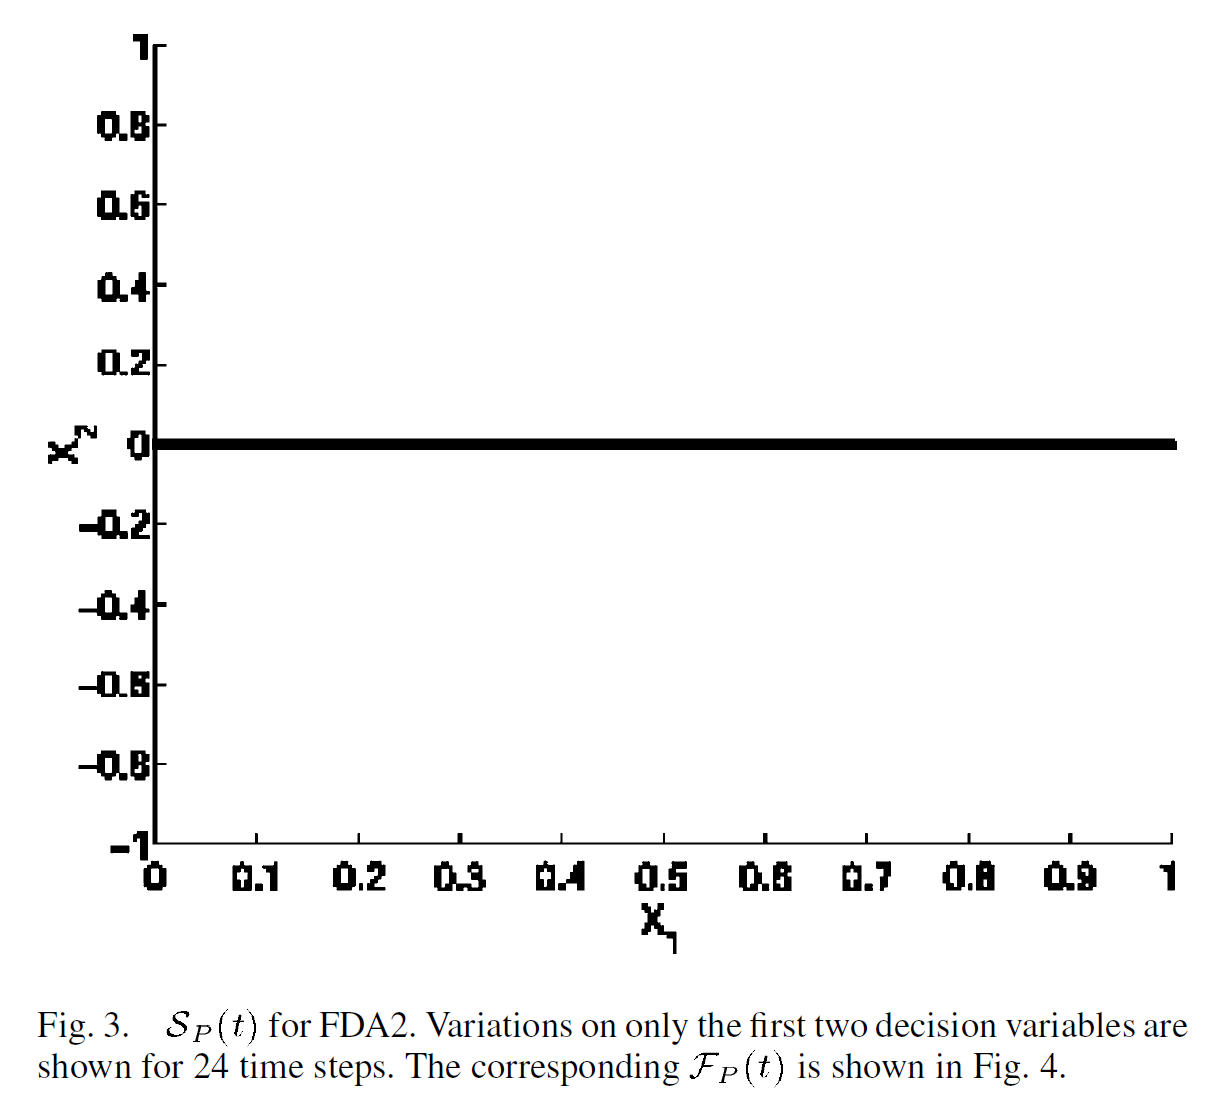 1
0.8
0.6
0.4
0.2
0
-0.2
-0.4
-0.6
-0.8
-1
X2
0 0.1 0.2 0.3 0.4 0.5 0.6 0.7 0.8 0.9 1
X1
Fig. 3. 𝒮P(t) for FDA2. Variations on only the first two decision variables are
shown for 24 time steps. The corresponding ℱP(t) is shown in Fig. 4.